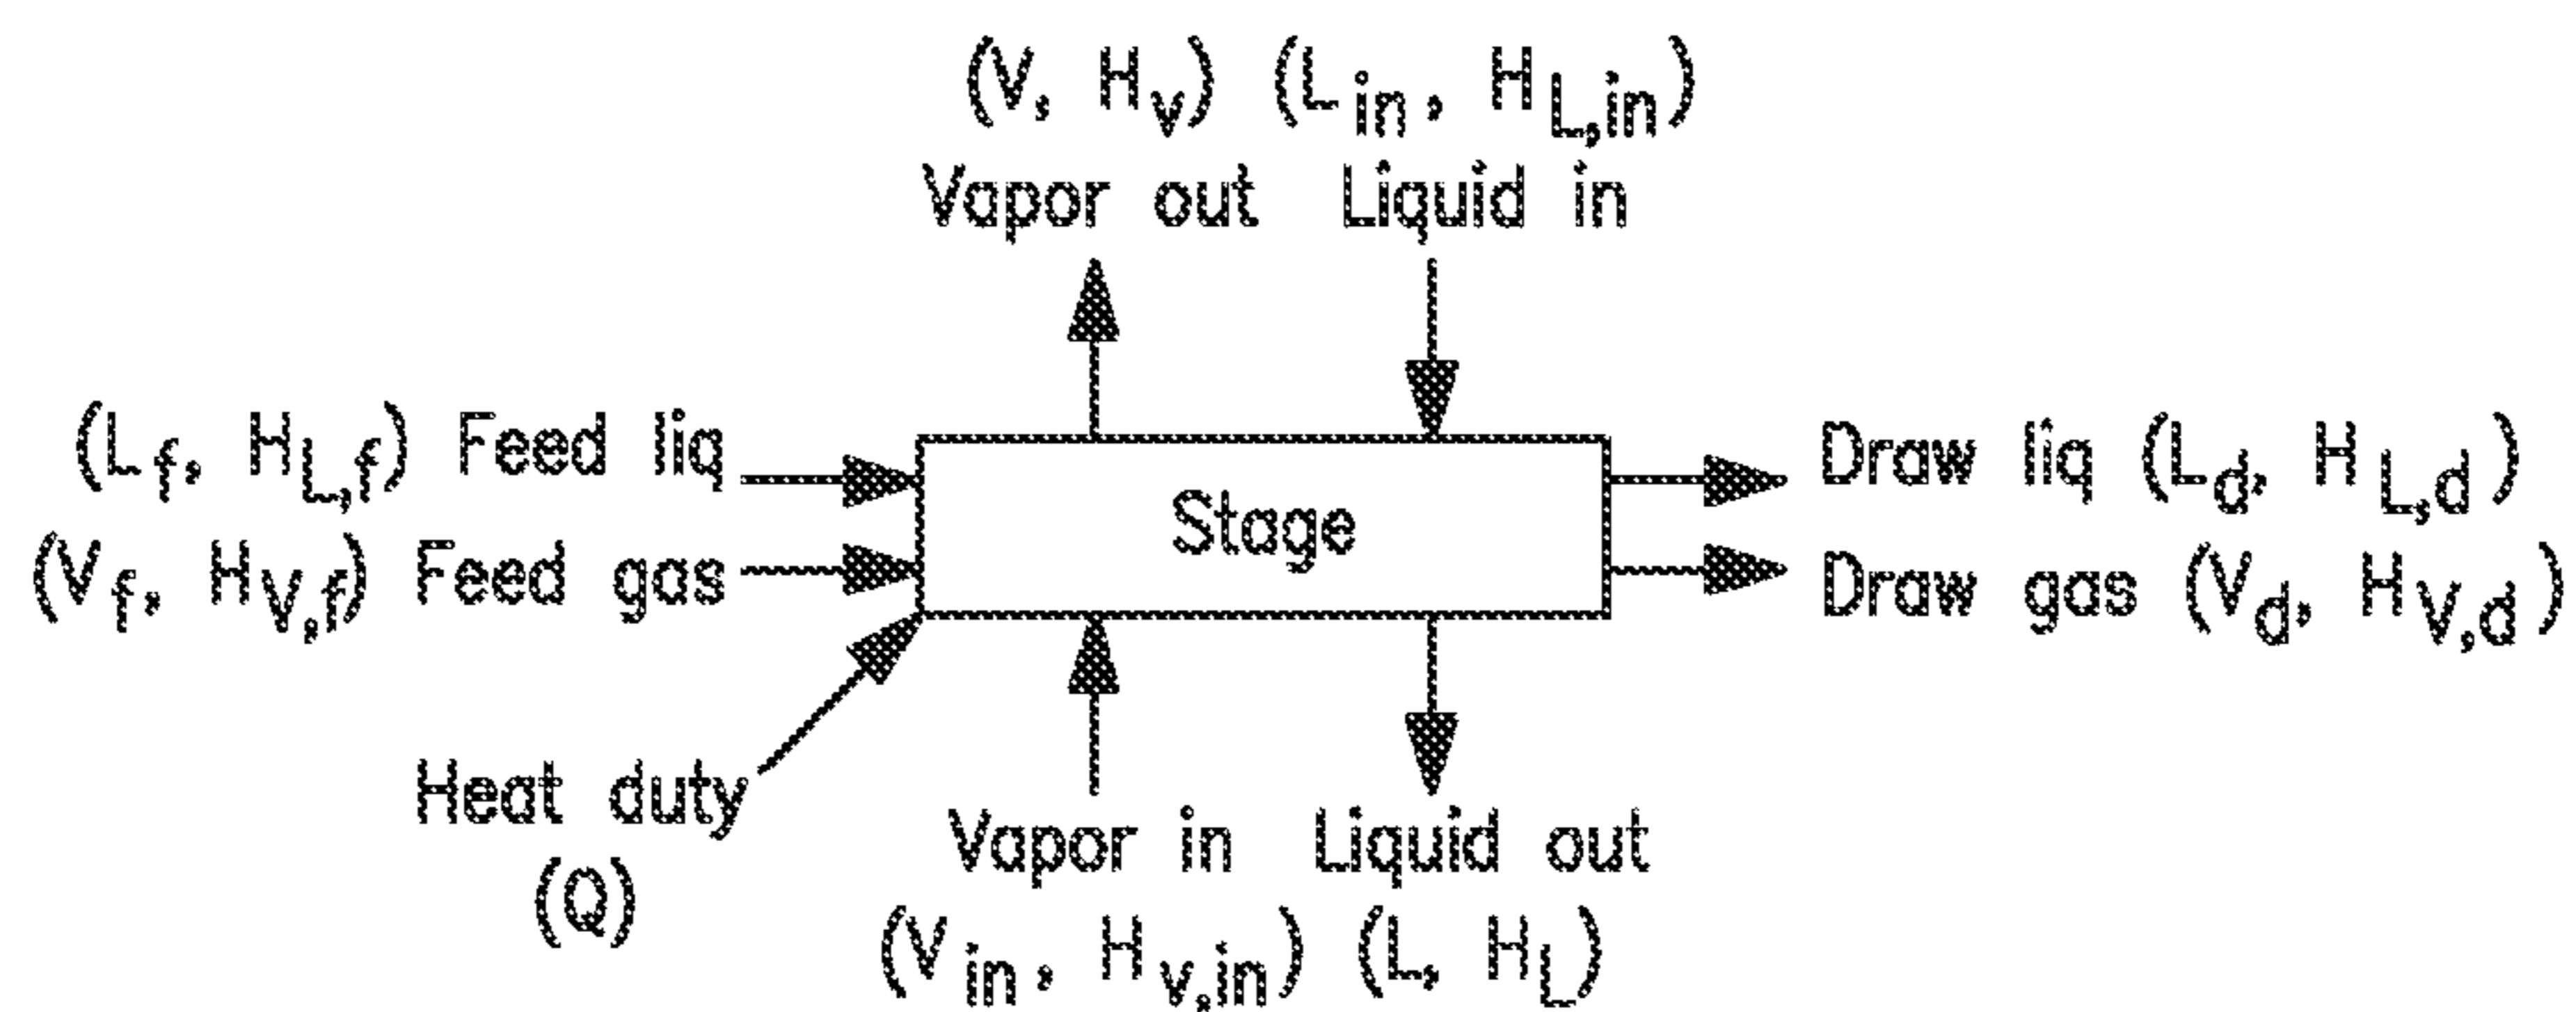 (V, H_v) (L_in, H_L,in)
Vapor out Liquid in
(L_f, H_L,f) Feed liq
Draw liq (L_d, H_L,d)
Stage
(V_f, H_V,f) Feed gas
Draw gas (V_d, H_V,d)
Heat duty
(Q)
Vapor in Liquid out
(V_in, H_v,in) (L, H_L)